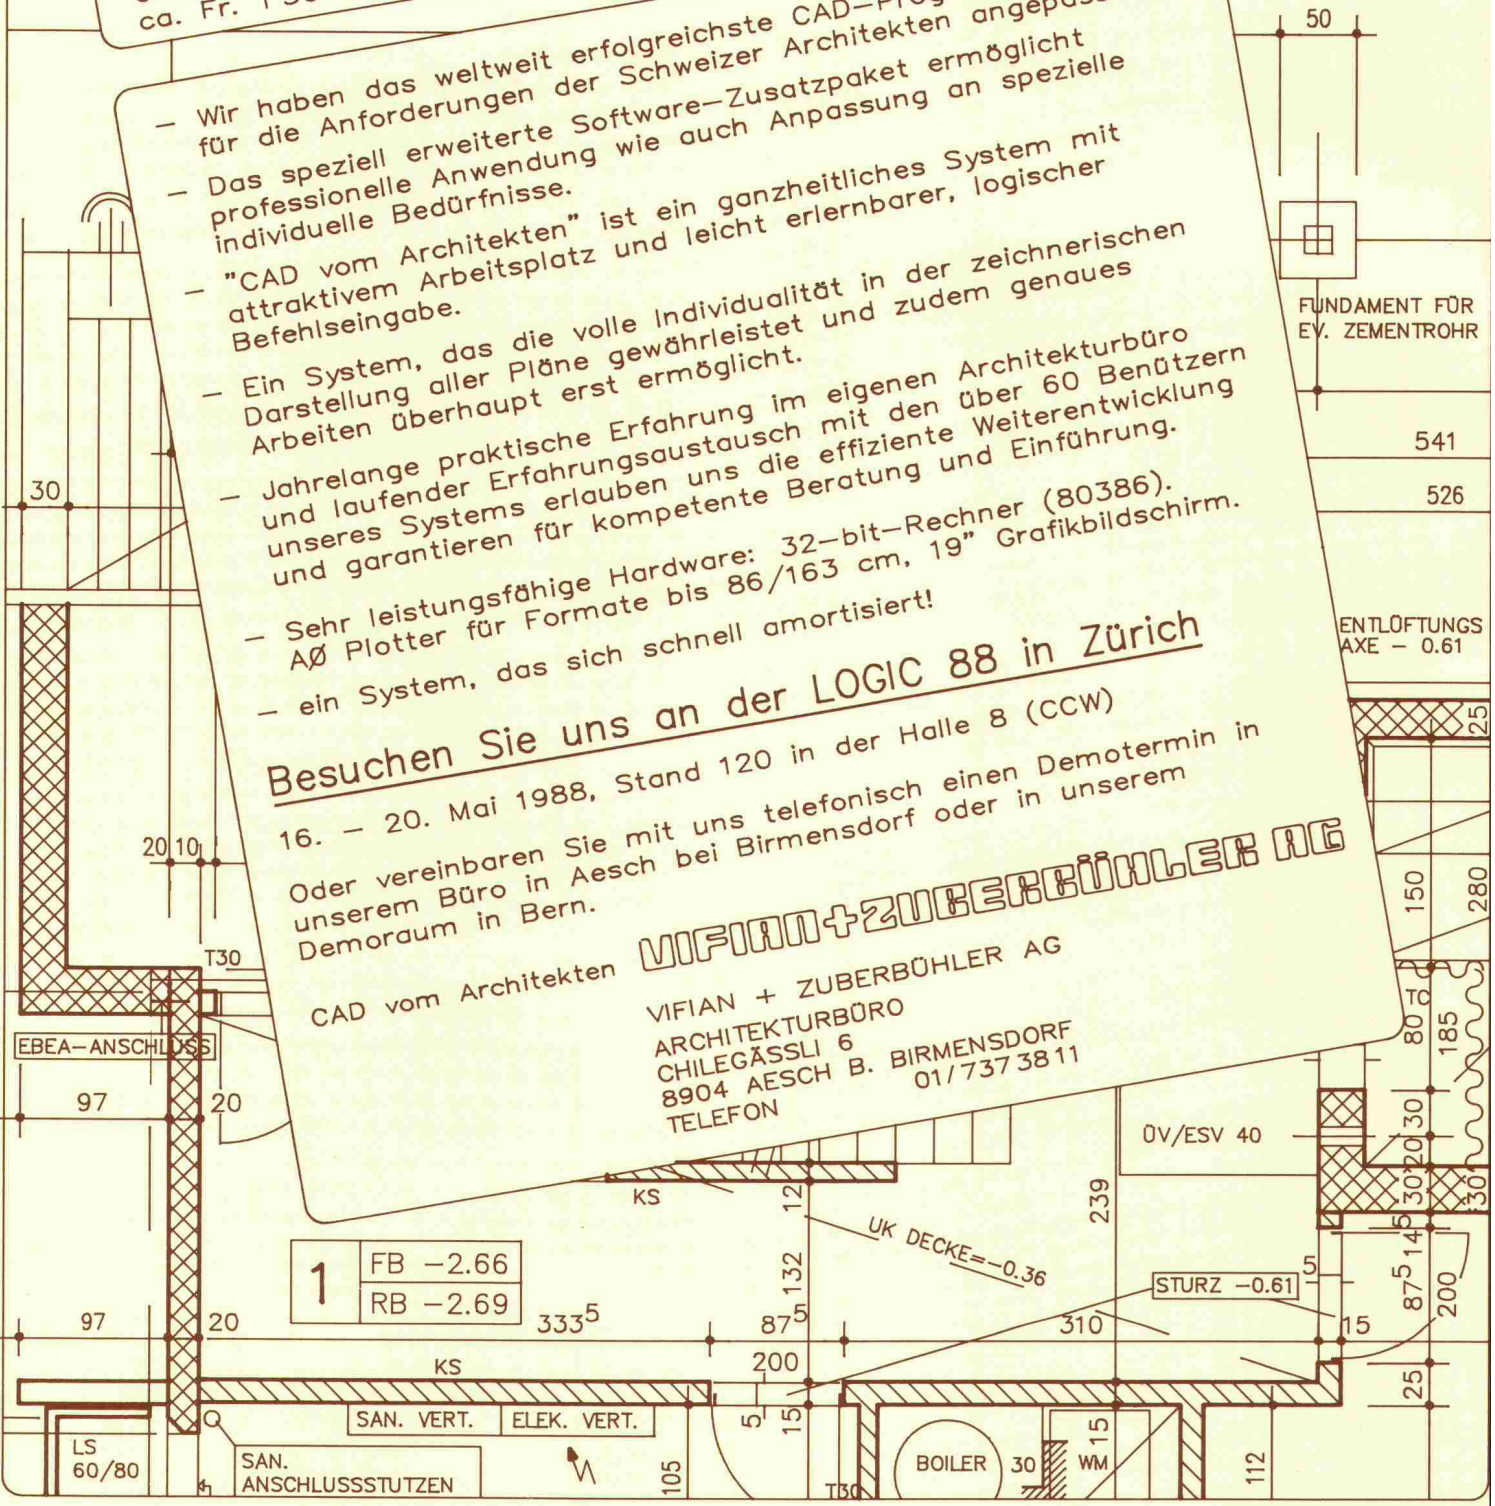 ca. Fr.
– Wir haben das weltweit erfolgreichste
für die Anforderungen der Schweizer Architekten
– Das speziell erweiterte Software–Zusatzpaket ermöglicht
professionelle Anwendung wie auch Anpassung an spezielle
individuelle Bedürfnisse.
– "CAD vom Architekten" ist ein ganzheitliches System mit
attraktivem Arbeitsplatz und leicht erlernbarer, logischer
Befehlseingabe.
– Ein System, das die volle Individualität in der zeichnerischen
Darstellung aller Pläne gewährleistet und zudem genaues
Arbeiten überhaupt erst ermöglicht.
– Jahrelange praktische Erfahrung im eigenen Architekturbüro
und laufender Erfahrungsaustausch mit den über 60 Benützern
unseres Systems erlauben uns die effiziente Weiterentwicklung
und garantieren für kompetente Beratung und Einführung.
– Sehr leistungsfähige Hardware: 32–bit–Rechner (80386).
AØ Plotter für Formate bis 86/163 cm, 19" Grafikbildschirm.
– ein System, das sich schnell amortisiert!
Besuchen Sie uns an der LOGIC 88 in Zürich
16. – 20. Mai 1988, Stand 120 in der Halle 8 (CCW)
Oder vereinbaren Sie mit uns telefonisch einen Demotermin in
unserem Büro in Aesch bei Birmensdorf oder in unserem
Demoraum in Bern.
CAD vom Architekten VIFIAN+ZUBERBÜHLER AG
VIFIAN + ZUBERBÜHLER AG
ARCHITEKTURBÜRO
CHILEGÄSSLI 6
8904 AESCH B. BIRMENSDORF
TELEFON 01/737 38 11
50
FUNDAMENT FÜR
EV. ZEMENTROHR
541
526
30
ENTLÜFTUNGS
AXE – 0.61
25
20 10
150
280
T30
TC
80
185
EBEA–ANSCHLUSS
97
20
ÜV/ESV 40
30
20
30
30
KS
12
239
UK DECKE=–0.36
1
FB –2.66
RB –2.69
132
5
STURZ –0.61
14⁵
87⁵
200
97
20
333⁵
87⁵
310
15
KS
200
25
SAN. VERT.
ELEK. VERT.
5
15
15
LS
60/80
SAN.
ANSCHLUSSSTUTZEN
105
T30
BOILER
30
WM
112